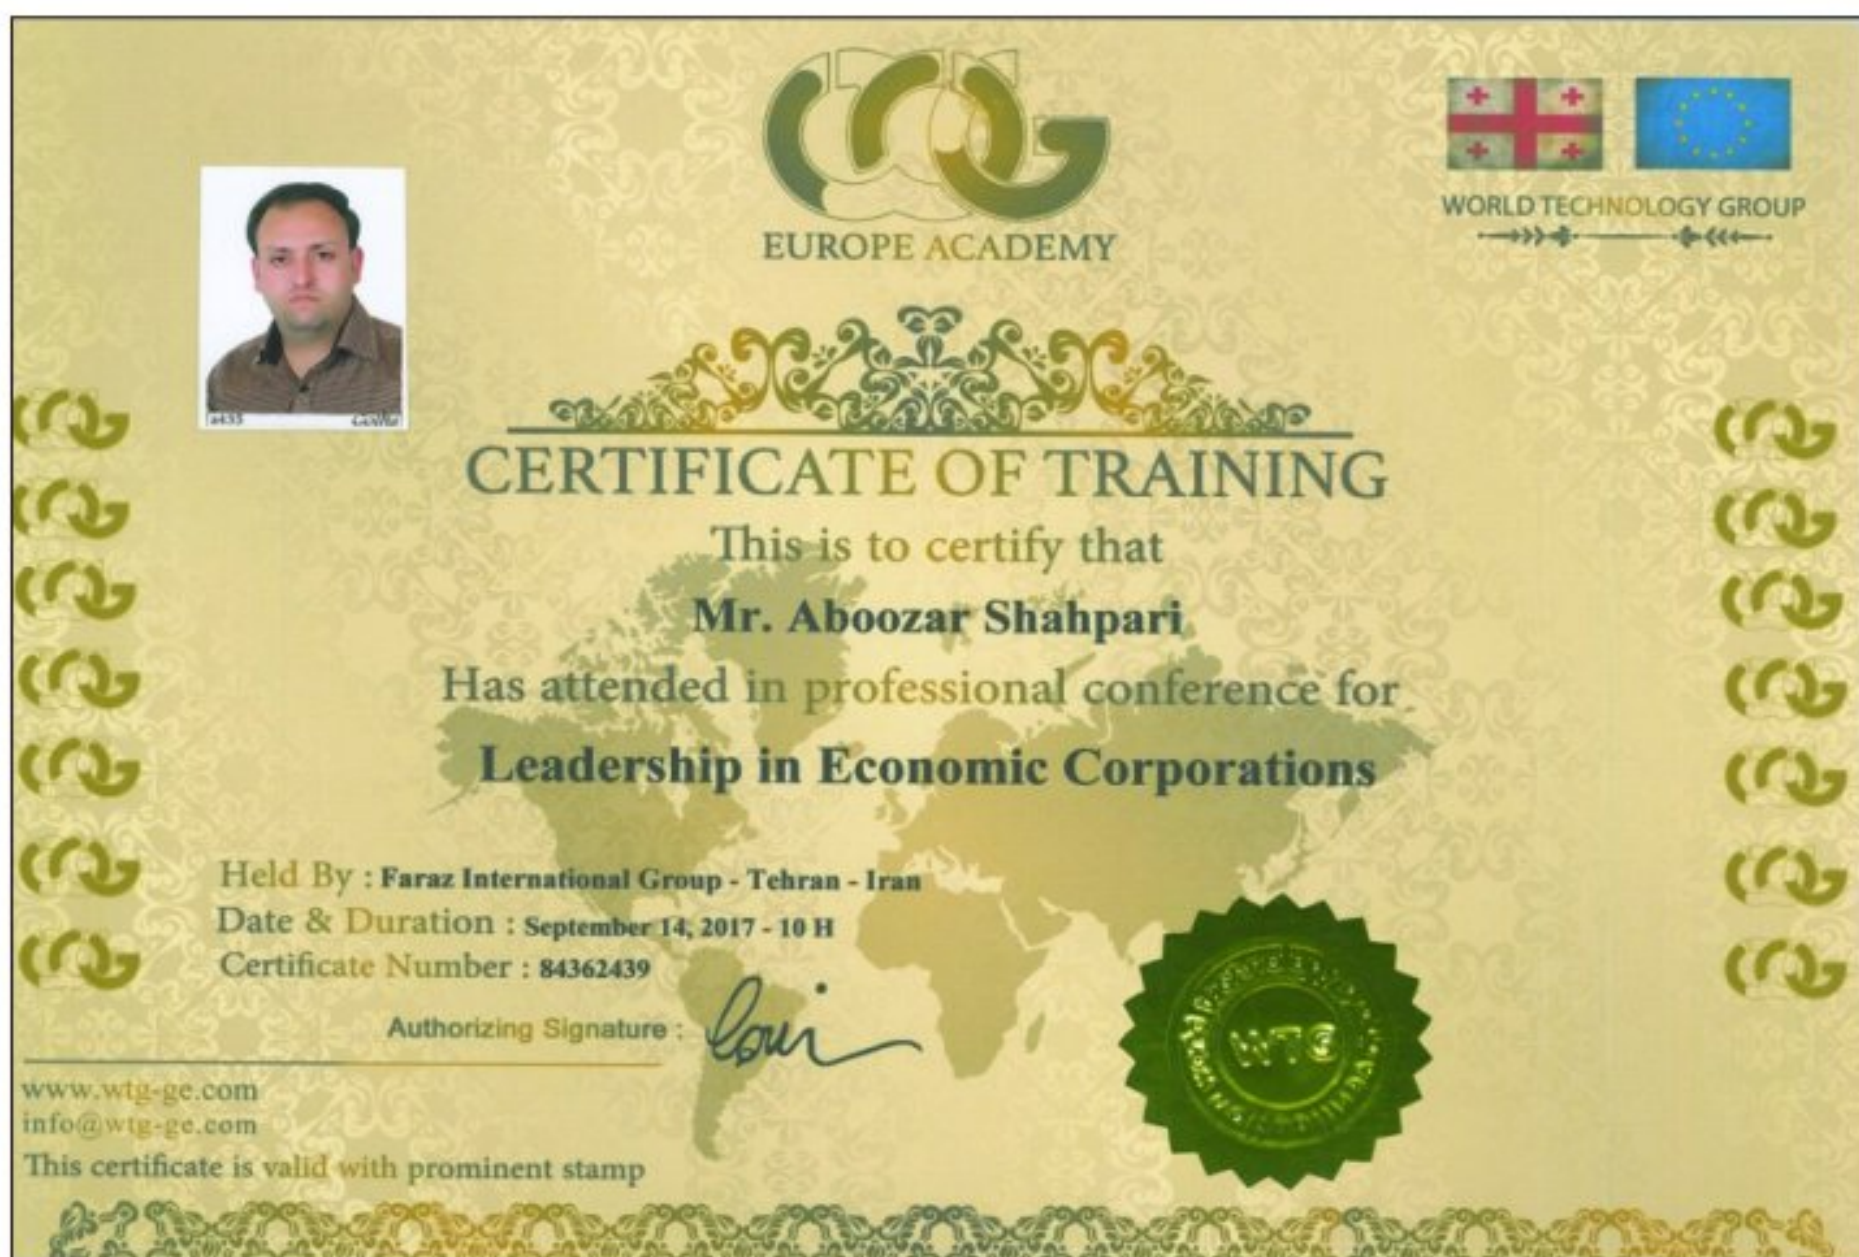 EUROPE ACADEMY
WORLD TECHNOLOGY GROUP
CERTIFICATE OF TRAINING
This is to certify that
Mr. Aboozar Shahpari
Has attended in professional conference for
Leadership in Economic Corporations
Held By : Faraz International Group - Tehran - Iran
Date & Duration : September 14, 2017 - 10 H
Certificate Number : 84362439
Authorizing Signature :
WTG
www.wtg-ge.com
info@wtg-ge.com
This certificate is valid with prominent stamp